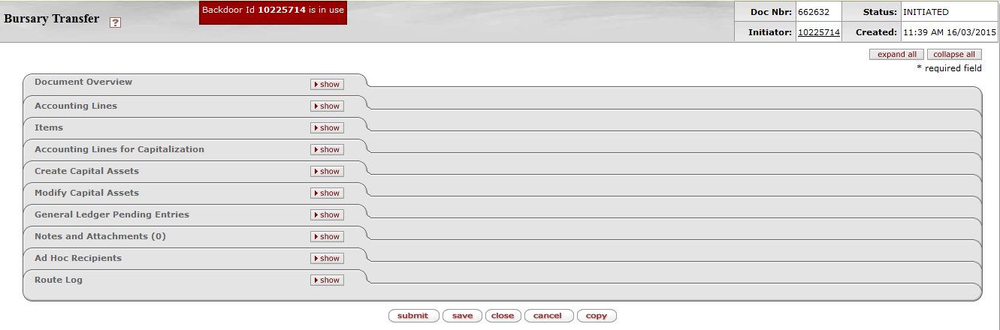 Bursary Transfer ?
Backdoor Id 10225714 is in use
Doc Nbr: 662632 Status: INITIATED
Initiator: 10225714 Created: 11:39 AM 16/03/2015
expand all collapse all
* required field
Document Overview show
Accounting Lines show
Items show
Accounting Lines for Capitalization show
Create Capital Assets show
Modify Capital Assets show
General Ledger Pending Entries show
Notes and Attachments (0) show
Ad Hoc Recipients show
Route Log show
submit save close cancel copy